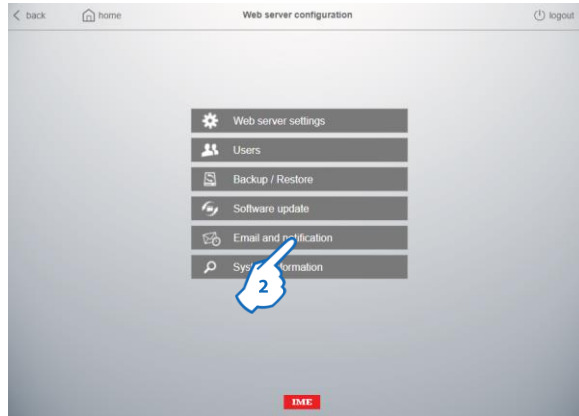 back home Web server configuration logout
Web server settings
Users
Backup / Restore
Software update
Email and notification
System information
2
IME